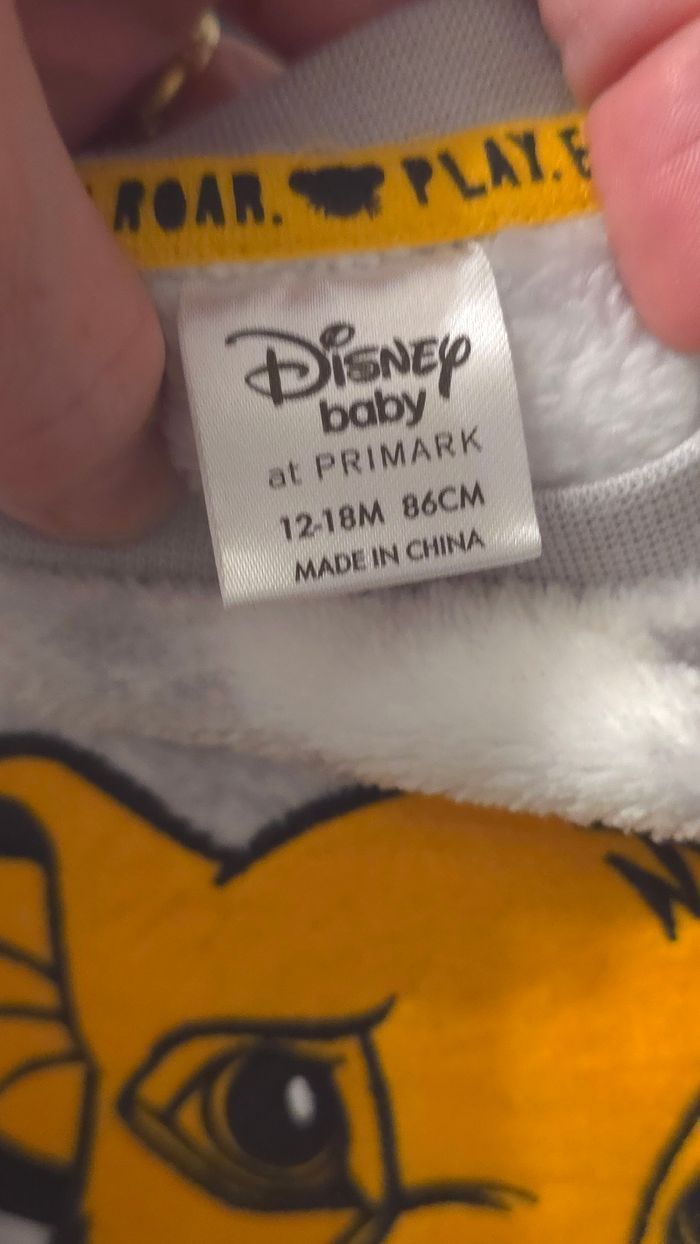 ROAR. PLAY. E
Disney
baby
at PRIMARK
12-18M 86CM
MADE IN CHINA